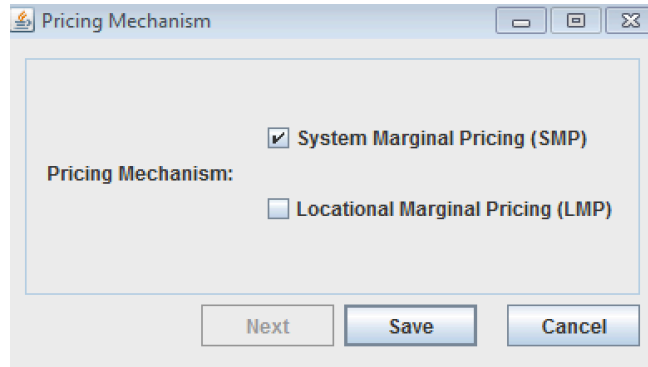 Pricing Mechanism
System Marginal Pricing (SMP)
Pricing Mechanism:
Locational Marginal Pricing (LMP)
Next Save Cancel